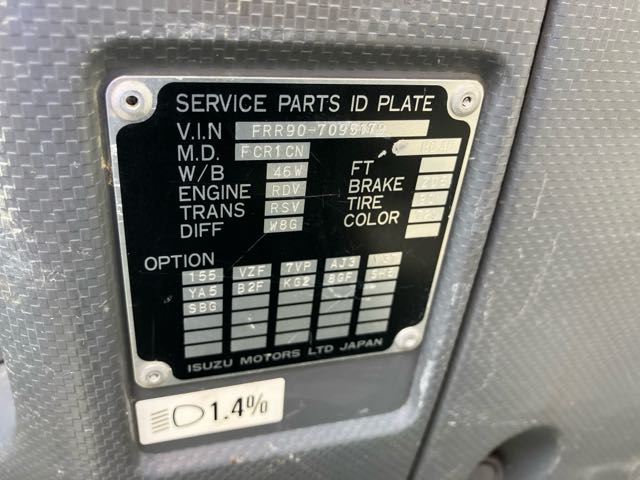 SERVICE PARTS ID PLATE
V.I.N FRR90-7095179
M.D. FCR1CN
W/B 46W FT
ENGINE RDV BRAKE
TRANS RSV TIRE
DIFF W8G COLOR
OPTION
155 VZF 7VP AJ3
YA5 B2F KG2 8GF SH6
SBG
ISUZU MOTORS LTD JAPAN
1.4%